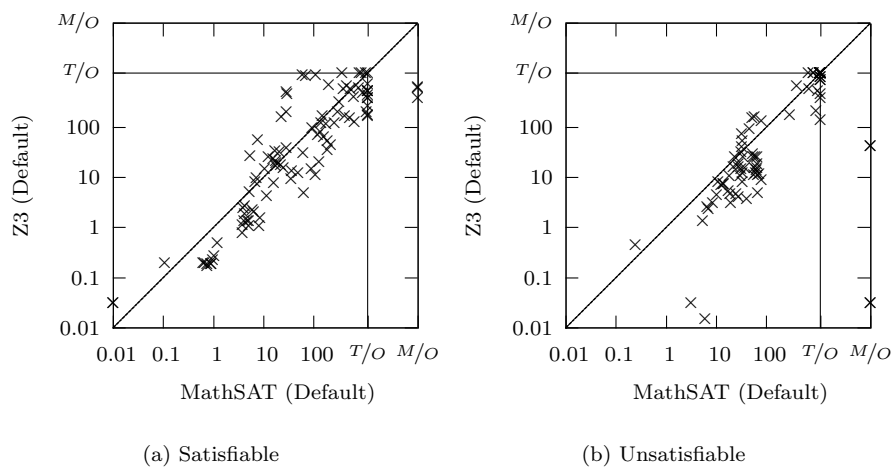 M/O
T/O
100
10
1
0.1
0.01
Z3 (Default)
0.01 0.1 1 10 100 T/O M/O
MathSAT (Default)
(a) Satisfiable
M/O
T/O
100
10
1
0.1
0.01
Z3 (Default)
0.01 0.1 1 10 100 T/O M/O
MathSAT (Default)
(b) Unsatisfiable